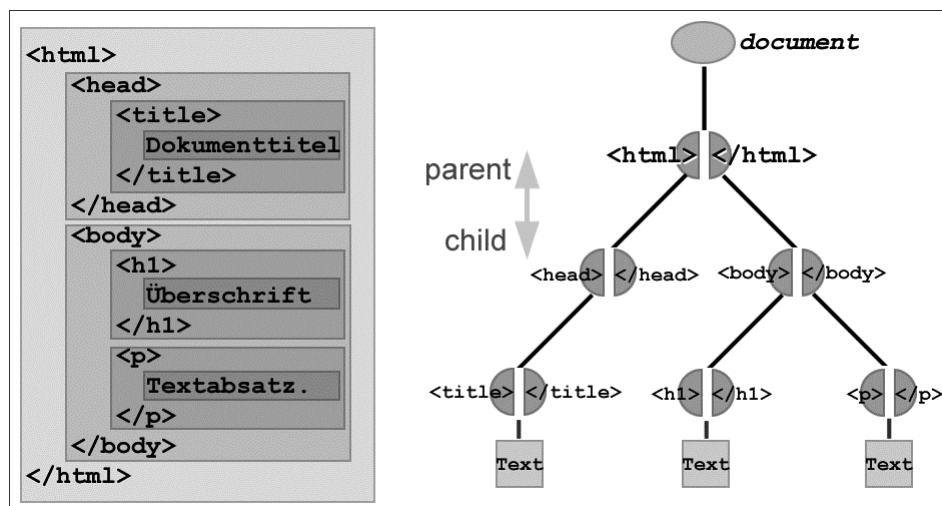 <html>
<head>
<title>
Dokumenttitel
</title>
</head>
<body>
<h1>
Überschrift
</h1>
<p>
Textabsatz.
</p>
</body>
</html>
document
<html> </html>
parent
child
<head> </head> <body> </body>
<title> </title> <h1> </h1> <p> </p>
Text Text Text